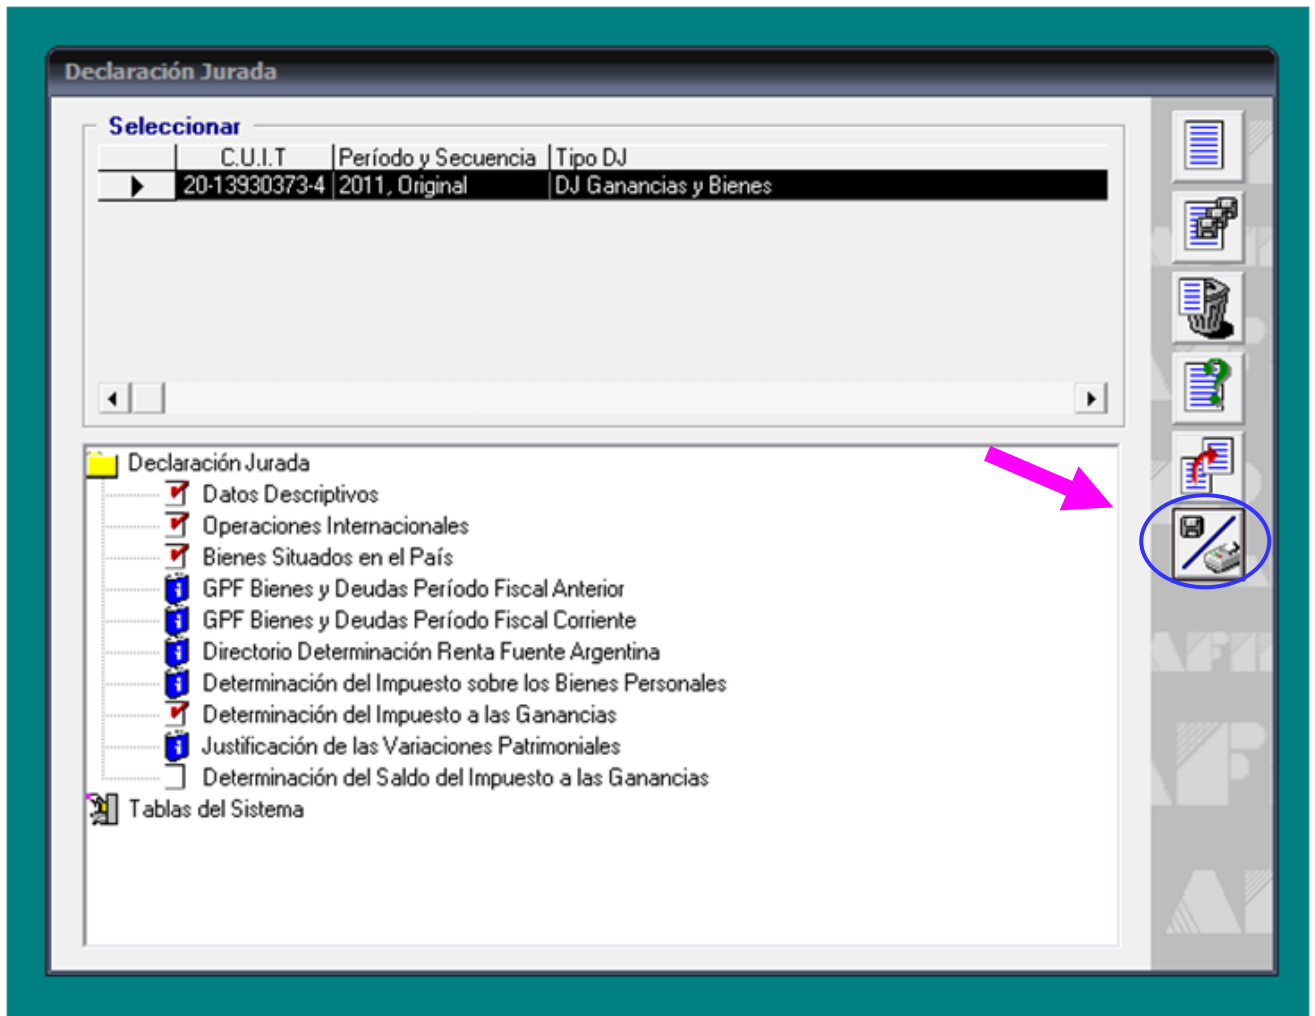 Declaración Jurada
Seleccionar
C.U.I.T Período y Secuencia Tipo DJ
20-13930373-4 2011, Original DJ Ganancias y Bienes
Declaración Jurada
Datos Descriptivos
Operaciones Internacionales
Bienes Situados en el País
GPF Bienes y Deudas Período Fiscal Anterior
GPF Bienes y Deudas Período Fiscal Corriente
Directorio Determinación Renta Fuente Argentina
Determinación del Impuesto sobre los Bienes Personales
Determinación del Impuesto a las Ganancias
Justificación de las Variaciones Patrimoniales
Determinación del Saldo del Impuesto a las Ganancias
Tablas del Sistema